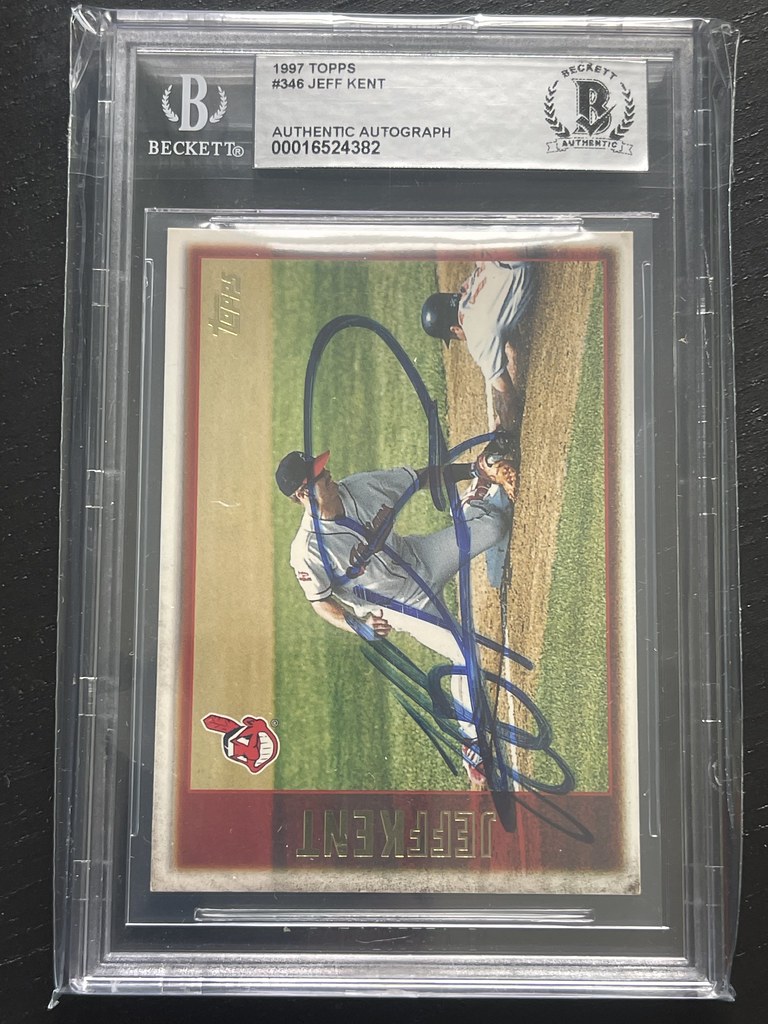 1997 TOPPS
#346 JEFF KENT
AUTHENTIC AUTOGRAPH
00016524382
B
BECKETT®
BECKETT
B
AUTHENTIC
TOPPS
JEFF KENT